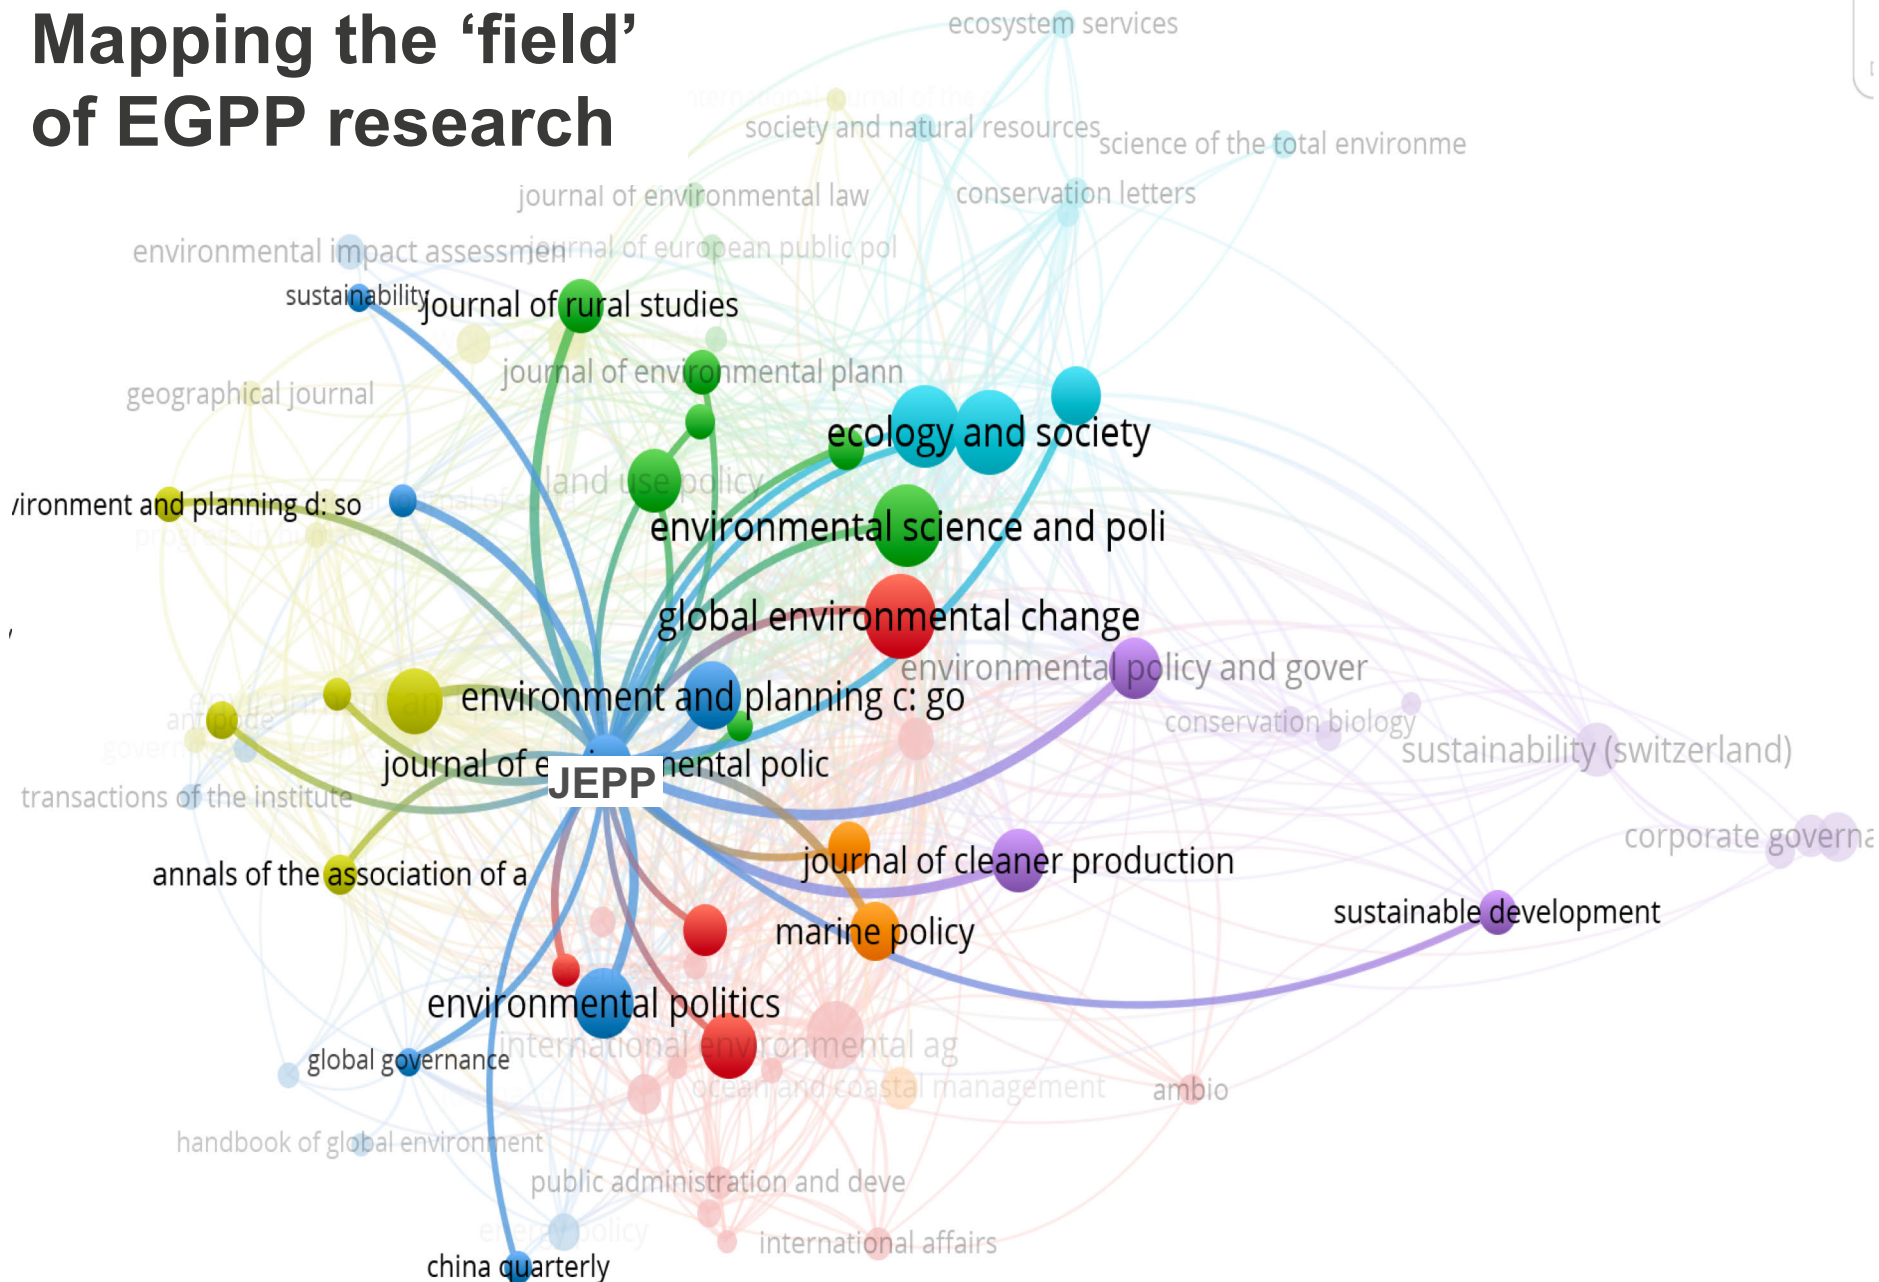 Mapping the ‘field’
of EGPP research
ecosystem services
society and natural resources
science of the total environme
journal of environmental law
conservation letters
environmental impact assessmen
journal of european public pol
sustainability
journal of rural studies
journal of environmental plann
geographical journal
ecology and society
land use policy
vironment and planning d: so
environmental science and poli
global environmental change
environmental policy and gover
environment and planning c: go
antipode
conservation biology
sustainability (switzerland)
journal of environmental polic
JEPP
transactions of the institute
corporate governa
journal of cleaner production
annals of the association of a
sustainable development
marine policy
environmental politics
international environmental ag
global governance
ocean and coastal management
ambio
handbook of global environment
public administration and deve
energy policy
international affairs
china quarterly